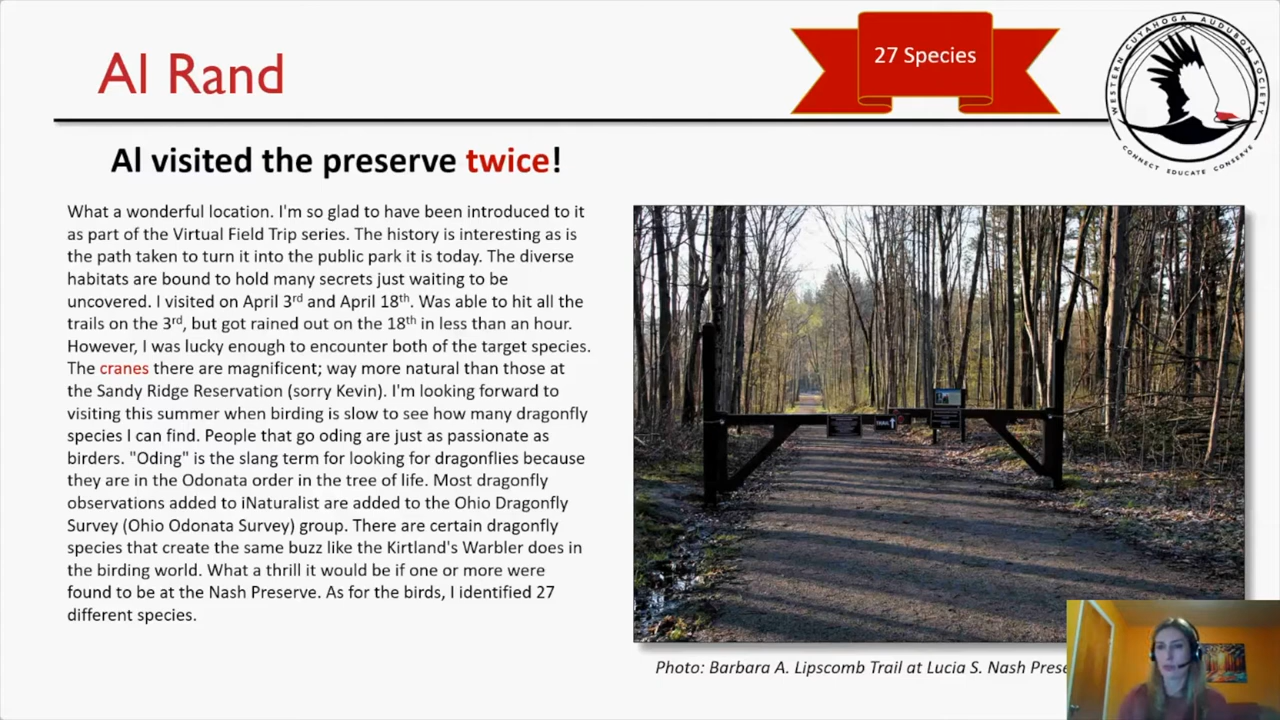 Al Rand
27 Species
WESTERN CUYAHOGA AUDUBON SOCIETY
CONNECT EDUCATE CONSERVE
Al visited the preserve twice!
What a wonderful location. I'm so glad to have been introduced to it
as part of the Virtual Field Trip series. The history is interesting as is
the path taken to turn it into the public park it is today. The diverse
habitats are bound to hold many secrets just waiting to be
uncovered. I visited on April 3rd and April 18th. Was able to hit all the
trails on the 3rd, but got rained out on the 18th in less than an hour.
However, I was lucky enough to encounter both of the target species.
The cranes there are magnificent; way more natural than those at
the Sandy Ridge Reservation (sorry Kevin). I'm looking forward to
visiting this summer when birding is slow to see how many dragonfly
species I can find. People that go oding are just as passionate as
birders. "Oding" is the slang term for looking for dragonflies because
they are in the Odonata order in the tree of life. Most dragonfly
observations added to iNaturalist are added to the Ohio Dragonfly
Survey (Ohio Odonata Survey) group. There are certain dragonfly
species that create the same buzz like the Kirtland's Warbler does in
the birding world. What a thrill it would be if one or more were
found to be at the Nash Preserve. As for the birds, I identified 27
different species.
TRAIL
Photo: Barbara A. Lipscomb Trail at Lucia S. Nash Prese